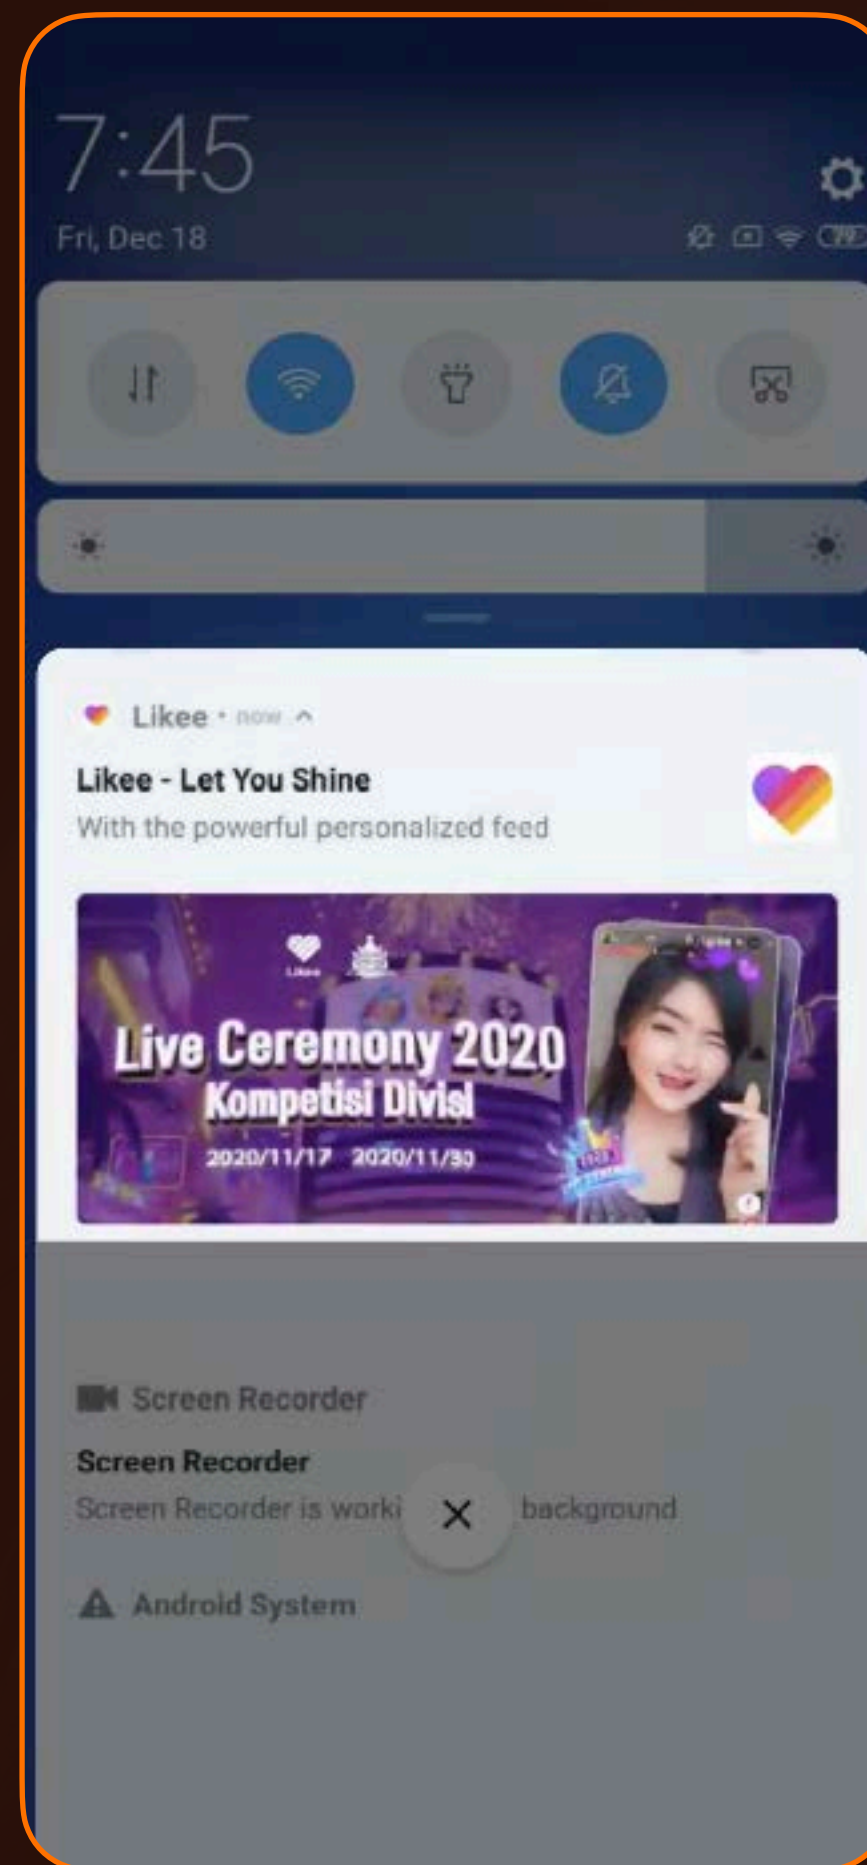 7:45
Fri, Dec 18
79
Likee • now
Likee - Let You Shine
With the powerful personalized feed
Likee
Live Ceremony 2020
Kompetisi Divisi
2020/11/17 2020/11/30
Screen Recorder
Screen Recorder
Screen Recorder is worki background
Android System